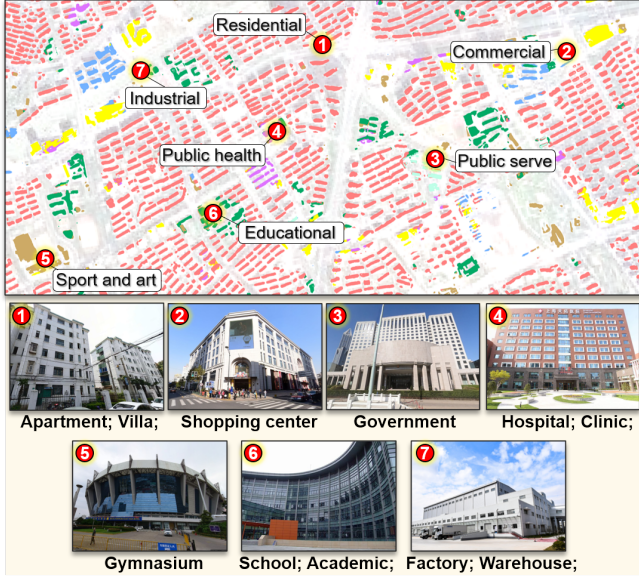 Residential
1
Commercial 2
7
Industrial
4
Public health
3 Public serve
6
Educational
5
Sport and art
1 2 3 4
Apartment; Villa; Shopping center Government Hospital; Clinic;
5 6 7
Gymnasium School; Academic; Factory; Warehouse;